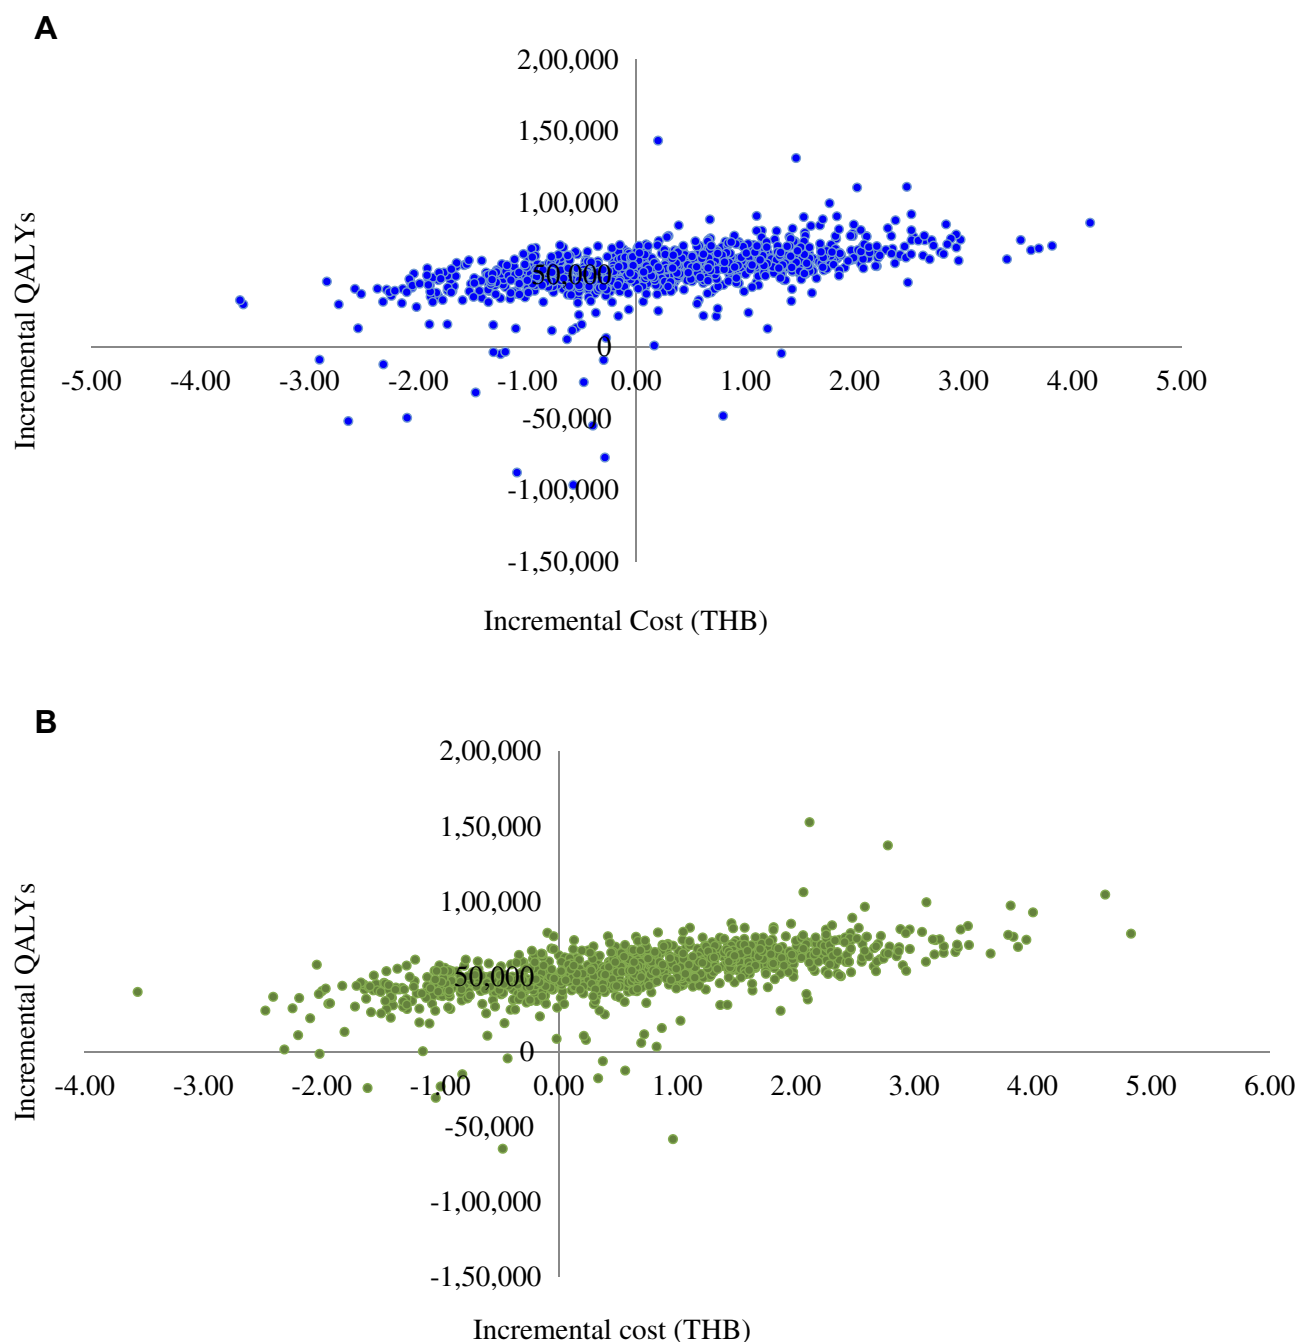 A
2,00,000
1,50,000
1,00,000
50,000
0
-5.00 -4.00 -3.00 -2.00 -1.00 0.00 1.00 2.00 3.00 4.00 5.00
-50,000
-1,00,000
-1,50,000
Incremental QALYs
Incremental Cost (THB)
B
2,00,000
1,50,000
1,00,000
50,000
0
-4.00 -3.00 -2.00 -1.00 0.00 1.00 2.00 3.00 4.00 5.00 6.00
-50,000
-1,00,000
-1,50,000
Incremental QALYs
Incremental cost (THB)